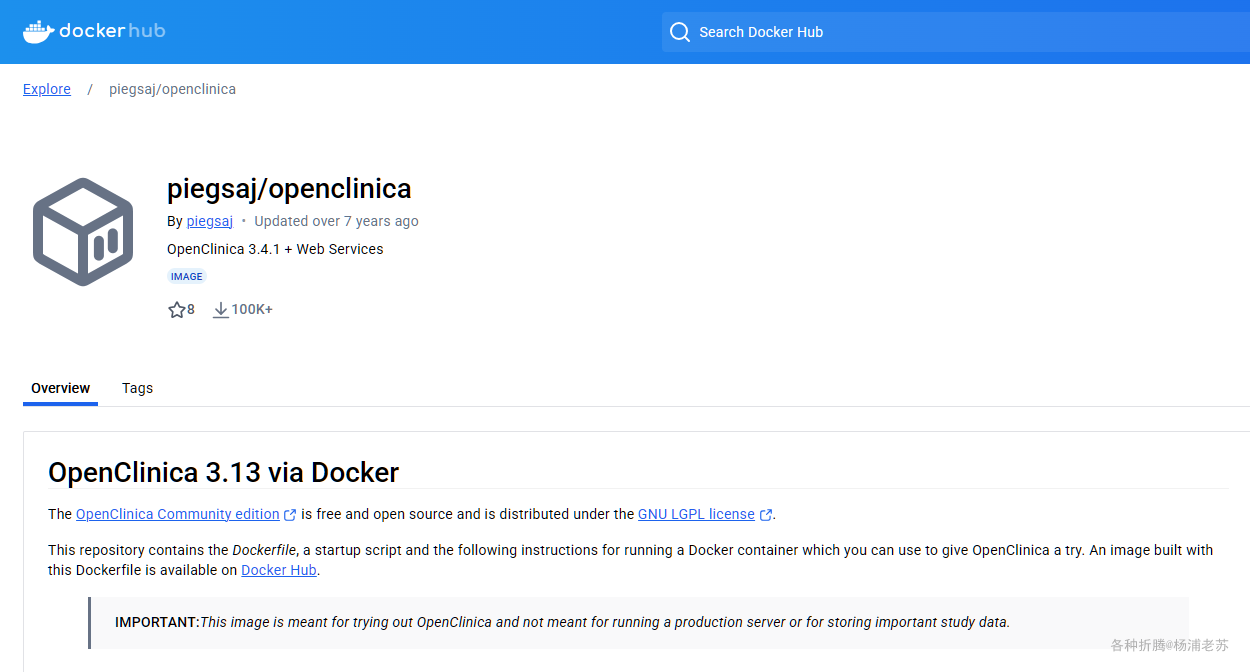 dockerhub
Search Docker Hub
Explore / piegsaj/openclinica
piegsaj/openclinica
By piegsaj • Updated over 7 years ago
OpenClinica 3.4.1 + Web Services
IMAGE
8 100K+
Overview Tags
OpenClinica 3.13 via Docker
The OpenClinica Community edition is free and open source and is distributed under the GNU LGPL license.
This repository contains the Dockerfile, a startup script and the following instructions for running a Docker container which you can use to give OpenClinica a try. An image built with
this Dockerfile is available on Docker Hub.
IMPORTANT:This image is meant for trying out OpenClinica and not meant for running a production server or for storing important study data.
各种折腾@杨浦老苏